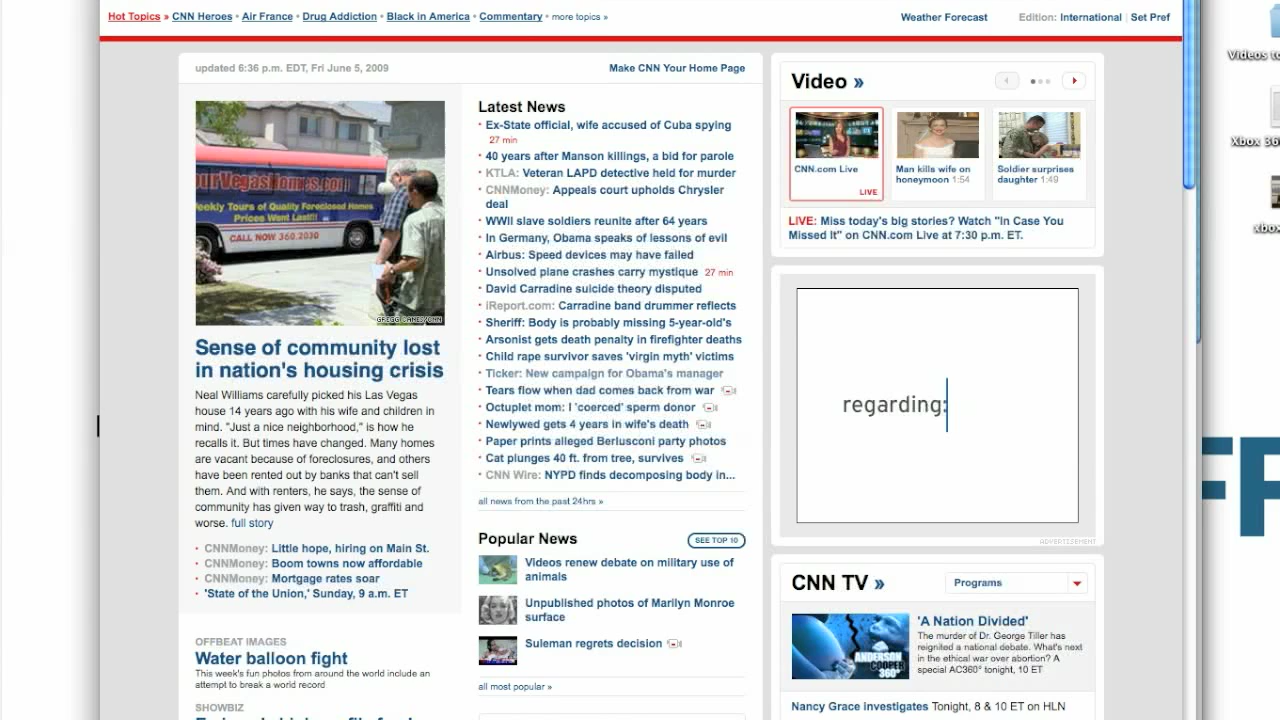 Hot Topics » CNN Heroes • Air France • Drug Addiction • Black in America • Commentary • more topics »
Weather Forecast
Edition: International | Set Pref
updated 6:36 p.m. EDT, Fri June 5, 2009
Make CNN Your Home Page
YourVegasHomes.com
Weekly Tours of Quality Foreclosed Homes
Prices Went Last!!
CALL NOW 360.2030
Sense of community lost
in nation's housing crisis
Neal Williams carefully picked his Las Vegas
house 14 years ago with his wife and children in
mind. "Just a nice neighborhood," is how he
recalls it. But times have changed. Many homes
are vacant because of foreclosures, and others
have been rented out by banks that can't sell
them. And with renters, he says, the sense of
community has given way to trash, graffiti and
worse. full story
CNNMoney: Little hope, hiring on Main St.
CNNMoney: Boom towns now affordable
CNNMoney: Mortgage rates soar
'State of the Union,' Sunday, 9 a.m. ET
OFFBEAT IMAGES
Water balloon fight
This week's fun photos from around the world include an
attempt to break a world record
SHOWBIZ
Latest News
Ex-State official, wife accused of Cuba spying
27 min
40 years after Manson killings, a bid for parole
KTLA: Veteran LAPD detective held for murder
CNNMoney: Appeals court upholds Chrysler
deal
WWII slave soldiers reunite after 64 years
In Germany, Obama speaks of lessons of evil
Airbus: Speed devices may have failed
Unsolved plane crashes carry mystique 27 min
David Carradine suicide theory disputed
iReport.com: Carradine band drummer reflects
Sheriff: Body is probably missing 5-year-old's
Arsonist gets death penalty in firefighter deaths
Child rape survivor saves 'virgin myth' victims
Ticker: New campaign for Obama's manager
Tears flow when dad comes back from war
Octuplet mom: I 'coerced' sperm donor
Newlywed gets 4 years in wife's death
Paper prints alleged Berlusconi party photos
Cat plunges 40 ft. from tree, survives
CNN Wire: NYPD finds decomposing body in...
all news from the past 24hrs »
Popular News
SEE TOP 10
Videos renew debate on military use of
animals
Unpublished photos of Marilyn Monroe
surface
Suleman regrets decision
all most popular »
Video »
CNN.com Live
LIVE
Man kills wife on
honeymoon 1:54
Soldier surprises
daughter 1:49
LIVE: Miss today's big stories? Watch "In Case You
Missed It" on CNN.com Live at 7:30 p.m. ET.
regarding:
ADVERTISEMENT
CNN TV »
Programs
ANDERSON
COOPER
360°
'A Nation Divided'
The murder of Dr. George Tiller has
reignited a national debate. What's next
in the ethical war over abortion? A
special AC360° tonight, 10 ET
Nancy Grace investigates Tonight, 8 & 10 ET on HLN
Videos to
Xbox 36
xbox